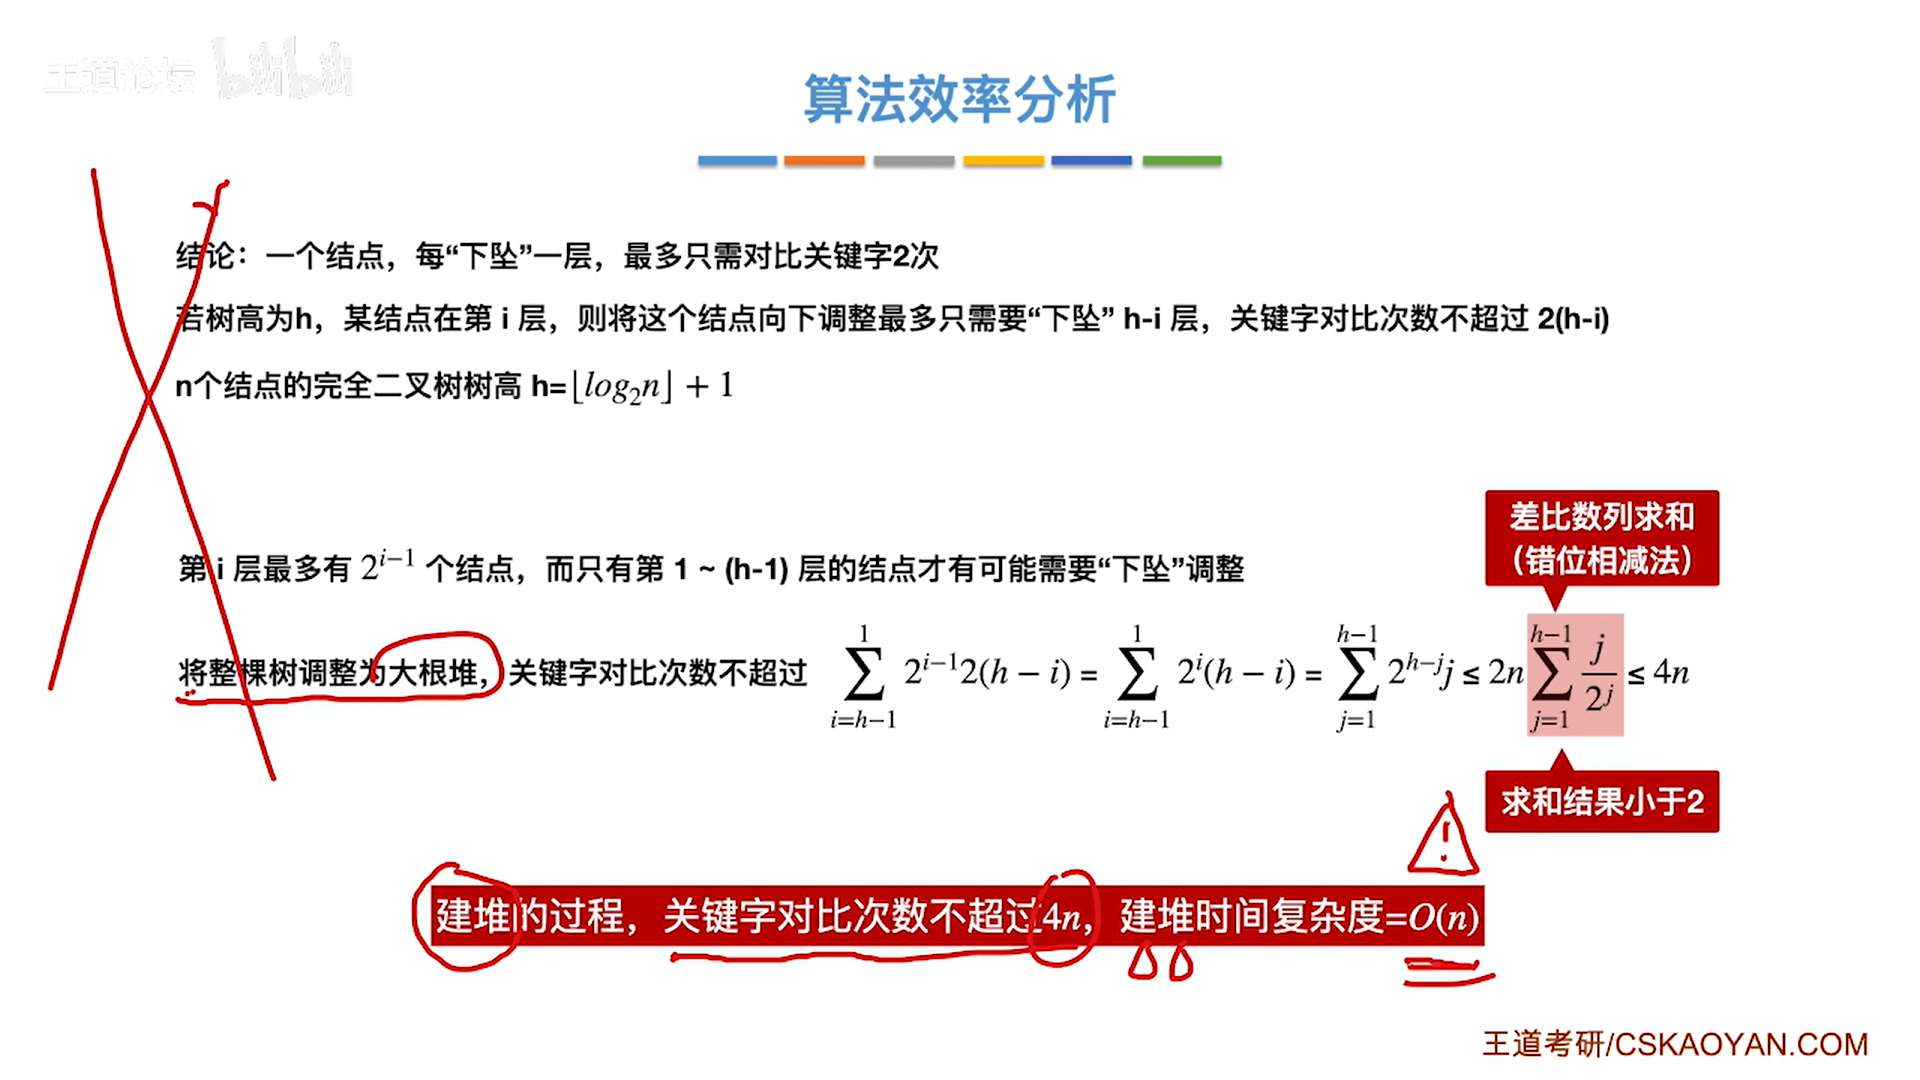 王道论坛 bilibili
算法效率分析
结论：一个结点，每“下坠”一层，最多只需对比关键字2次
若树高为h，某结点在第 i 层，则将这个结点向下调整最多只需要“下坠” h-i 层，关键字对比次数不超过 2(h-i)
n个结点的完全二叉树树高 h=⌊log₂n⌋ + 1
差比数列求和
（错位相减法）
第 i 层最多有 2^{i−1} 个结点，而只有第 1 ~ (h-1) 层的结点才有可能需要“下坠”调整
将整棵树调整为大根堆，关键字对比次数不超过 \sum_{i=h−1}^{1} 2^{i−1}2(h − i) = \sum_{i=h−1}^{1} 2^{i}(h − i) = \sum_{j=1}^{h−1} 2^{h−j}j ≤ 2n \sum_{j=1}^{h−1} \frac{j}{2^{j}} ≤ 4n
求和结果小于2
建堆的过程，关键字对比次数不超过4n，建堆时间复杂度=O(n)
王道考研/CSKAOYAN.COM